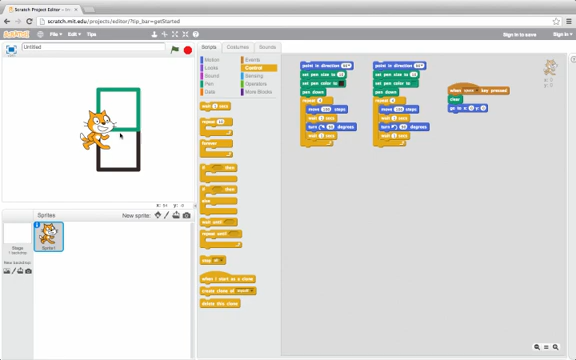 Scratch Project Editor
scratch.mit.edu/projects/editor/?tip_bar=getStarted
File Edit Tips
Sign in to save
Sign in
Untitled
Scripts Costumes Sounds
Motion Events
Looks Control
Sound Sensing
Pen Operators
Data More Blocks
wait 1 secs
repeat 10
forever
if then
if then
else
wait until
repeat until
stop all
when I start as a clone
create clone of myself
delete this clone
point in direction
set pen size to
set pen color to
pen down
repeat 4
move 100 steps
wait 1 secs
turn 90 degrees
wait 1 secs
point in direction
set pen size to
set pen color to
pen down
repeat 4
move 100 steps
wait 1 secs
turn 90 degrees
wait 1 secs
when space key pressed
clear
go to x: 0 y: 0
Sprites New sprite:
Stage
1 backdrop
New backdrop
Sprite1